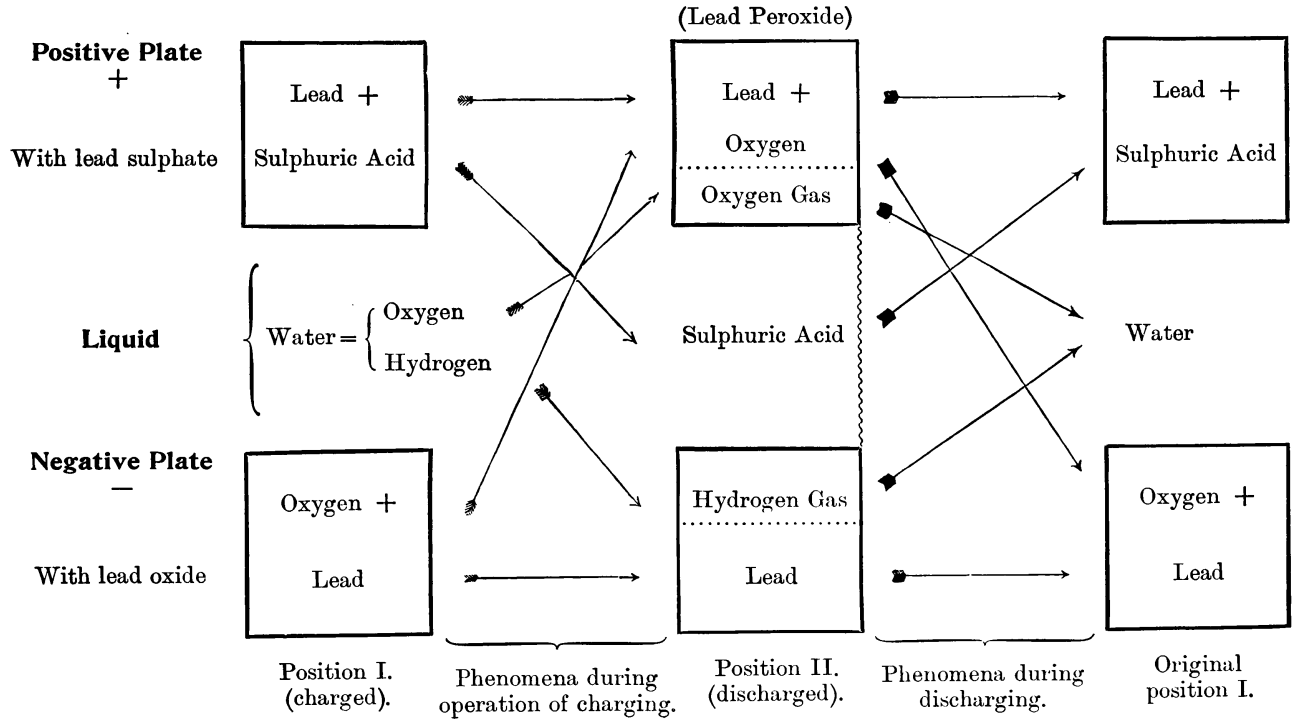 (Lead Peroxide)
Positive Plate
+
With lead sulphate
Lead +
Sulphuric Acid
Lead +
Oxygen
Oxygen Gas
Lead +
Sulphuric Acid
Liquid
Water = { Oxygen
Hydrogen
Sulphuric Acid
Water
Negative Plate
—
With lead oxide
Oxygen +
Lead
Hydrogen Gas
Lead
Oxygen +
Lead
Position I.
(charged).
Phenomena during
operation of charging.
Position II.
(discharged).
Phenomena during
discharging.
Original
position I.